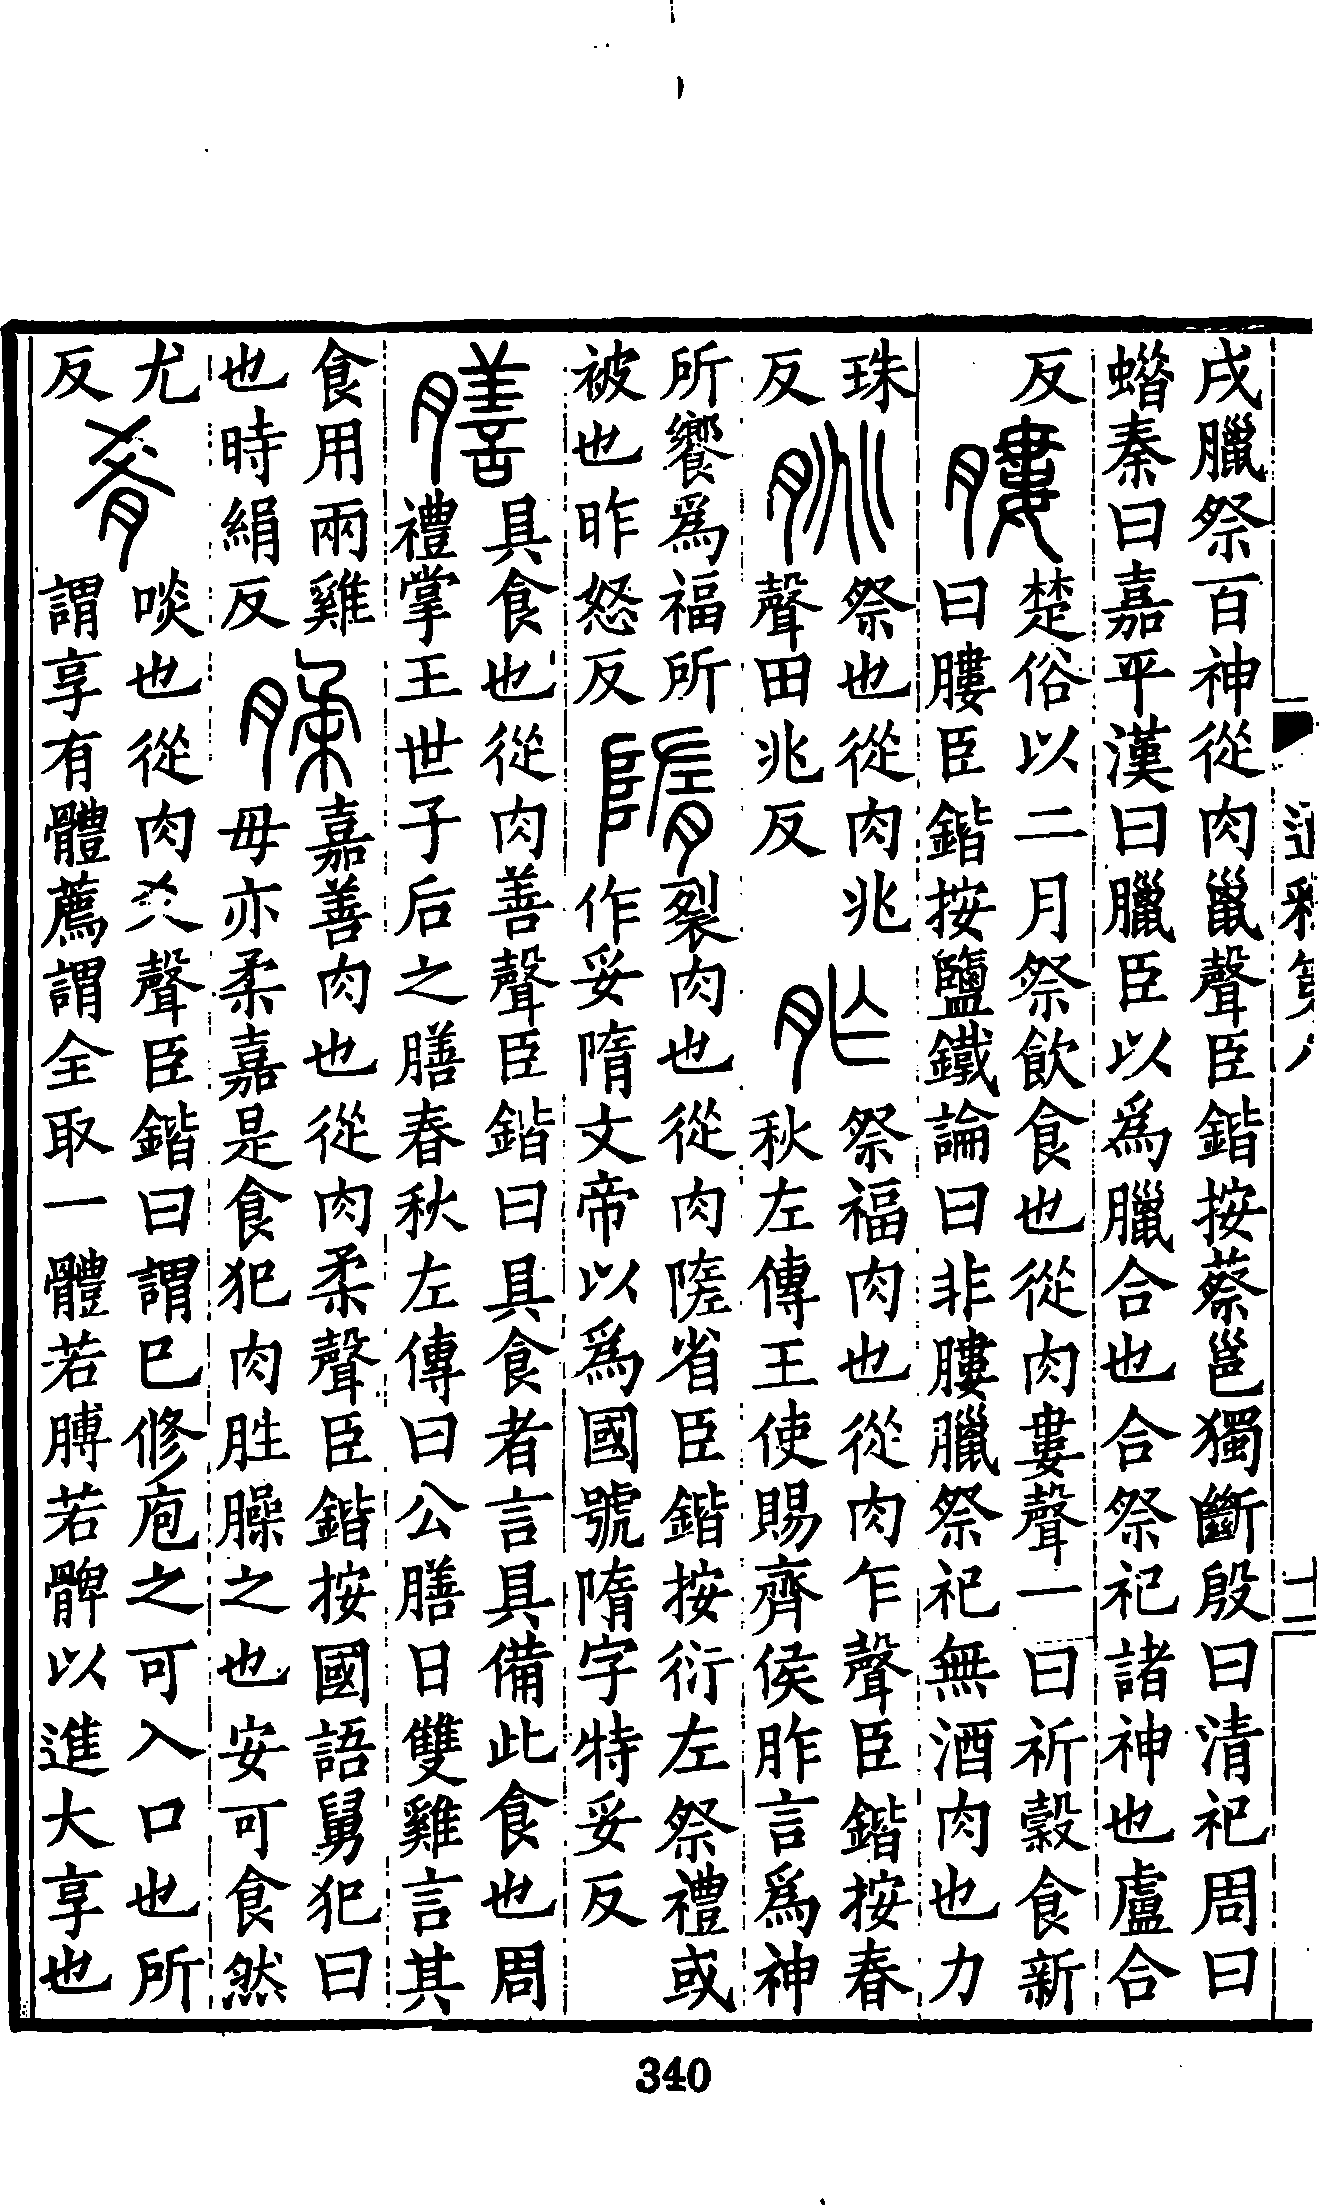 戌臘祭百神從肉巤聲臣鍇按蔡邕獨斷殷曰清祀周曰
蜡秦曰嘉平漢曰臘臣以爲臘合也合祭祀諸神也盧合
反
膢
楚俗以二月祭飲食也從肉婁聲一曰祈穀食新
曰膢臣鍇按鹽鐵論曰非膢臘祭祀無酒肉也力
珠
反
朓
祭也從肉兆
聲田兆反
胙
祭福肉也從肉乍聲臣鍇按春
秋左傳王使賜齊侯胙言爲神
所饗爲福所
被也昨怒反
隋
裂肉也從肉隓省臣鍇按衍左祭禮或
作妥隋文帝以爲國號隋字特妥反
膳
具食也從肉善聲臣鍇曰具食者言具備此食也周
禮掌王世子后之膳春秋左傳曰公膳日雙雞言其
食用兩雞
也時絹反
腬
嘉善肉也從肉柔聲臣鍇按國語舅犯曰
毋亦柔嘉是食犯肉胜臊之也安可食然
尤
反
肴
啖也從肉爻聲臣鍇曰謂已修庖之可入口也所
謂享有體薦謂全取一體若膊若髀以進大享也
通釋第八
十二
340